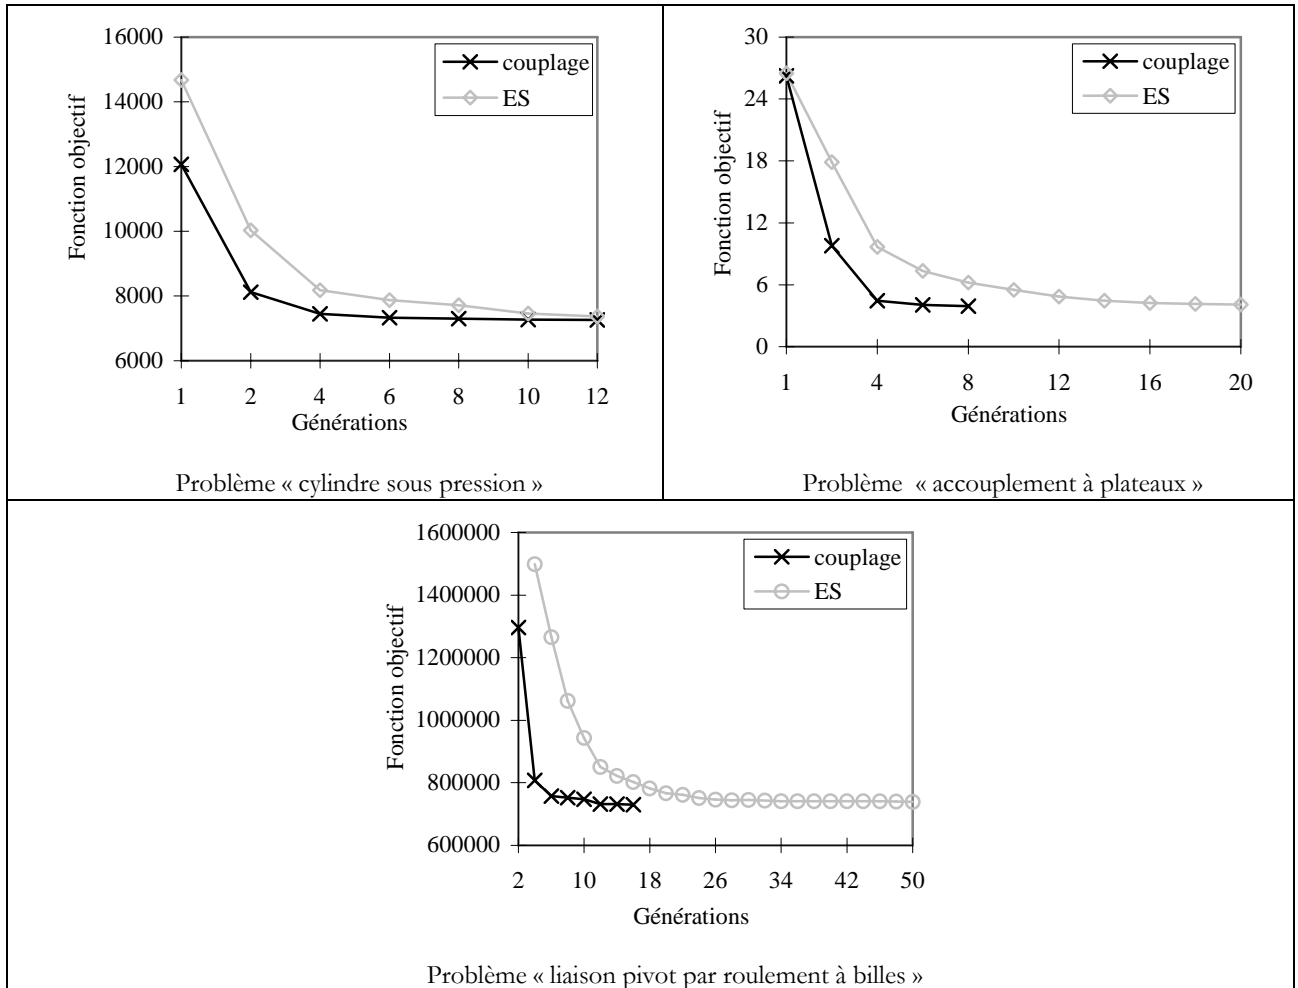 16000
14000
12000
10000
8000
6000
Fonction objectif
couplage
ES
1 2 4 6 8 10 12
Générations
Problème « cylindre sous pression »
30
24
18
12
6
0
Fonction objectif
couplage
ES
1 4 8 12 16 20
Générations
Problème « accouplement à plateaux »
1600000
1400000
1200000
1000000
800000
600000
Fonction objectif
couplage
ES
2 10 18 26 34 42 50
Générations
Problème « liaison pivot par roulement à billes »